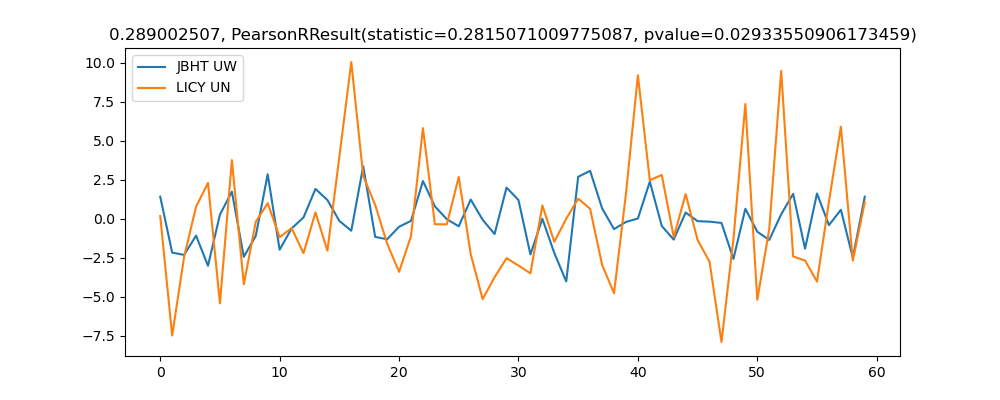 0.289002507, PearsonRResult(statistic=0.2815071009775087, pvalue=0.02933550906173459)
JBHT UW
LICY UN
10.0
7.5
5.0
2.5
0.0
−2.5
−5.0
−7.5
0 10 20 30 40 50 60